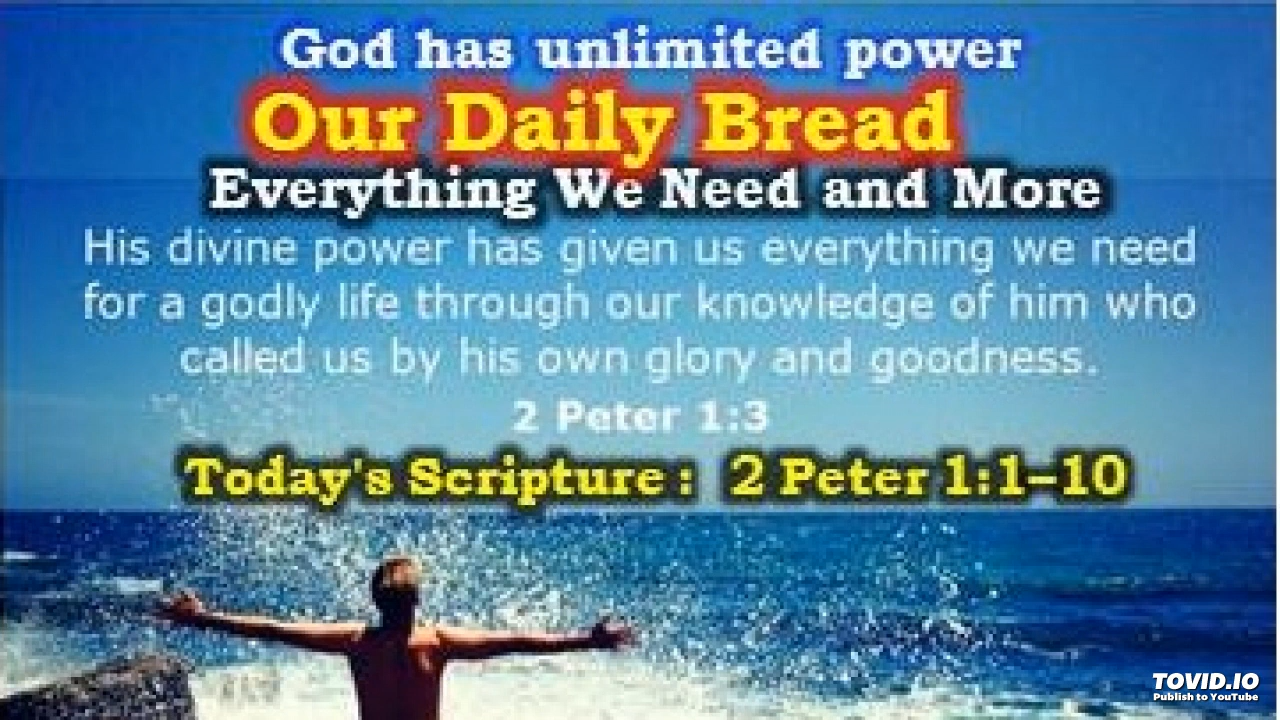 God has unlimited power
Our Daily Bread
Everything We Need and More
His divine power has given us everything we need
for a godly life through our knowledge of him who
called us by his own glory and goodness.
2 Peter 1:3
Today's Scripture :  2 Peter 1:1–10
TOVID.IO
Publish to YouTube